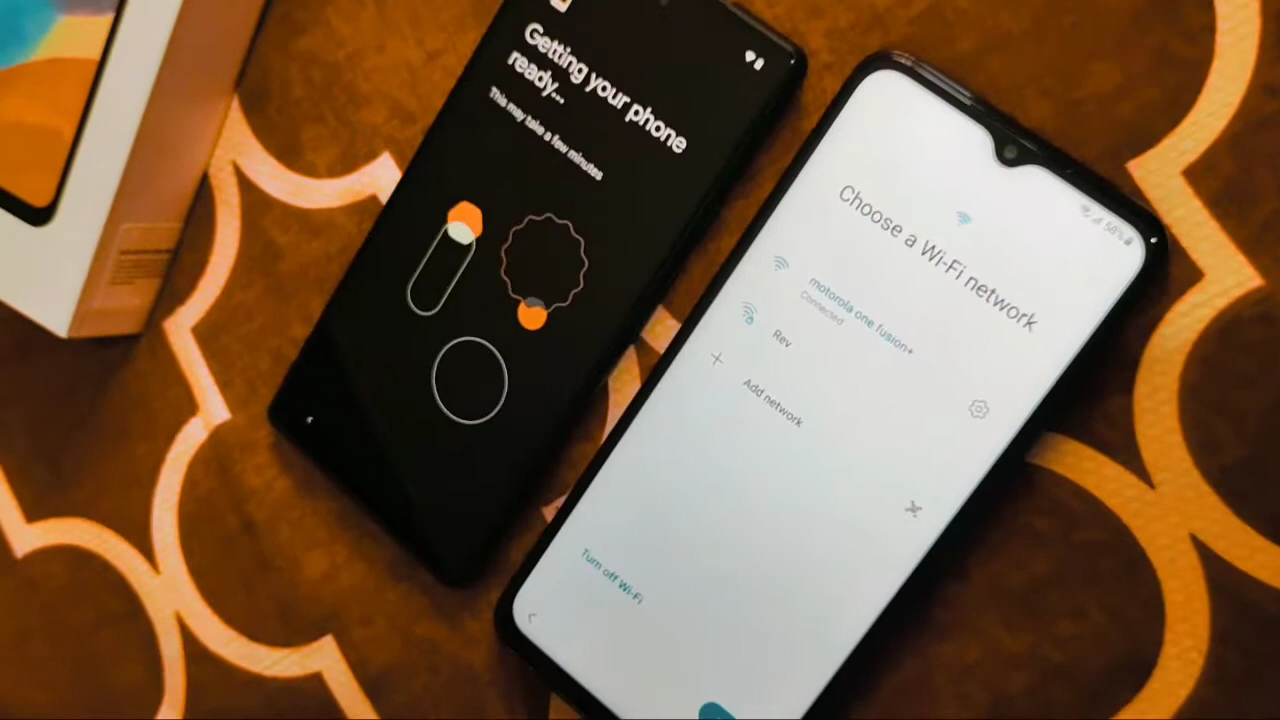 Getting your phone
ready...
This may take a few minutes
58%
Choose a Wi-Fi network
motorola one fusion+
Connected
Rev
Add network
Turn off Wi-Fi